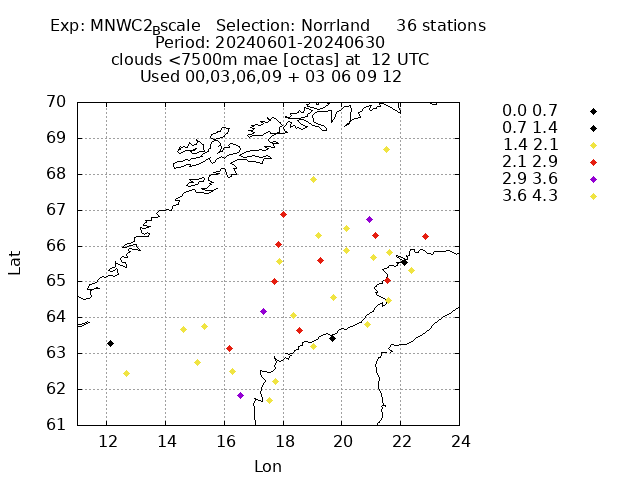 Exp: MNWC2Bscale Selection: Norrland 36 stations
Period: 20240601-20240630
clouds <7500m mae [octas] at 12 UTC
Used 00,03,06,09 + 03 06 09 12
0.0 0.7
0.7 1.4
1.4 2.1
2.1 2.9
2.9 3.6
3.6 4.3
70
69
68
67
66
65
64
63
62
61
Lat
12 14 16 18 20 22 24
Lon